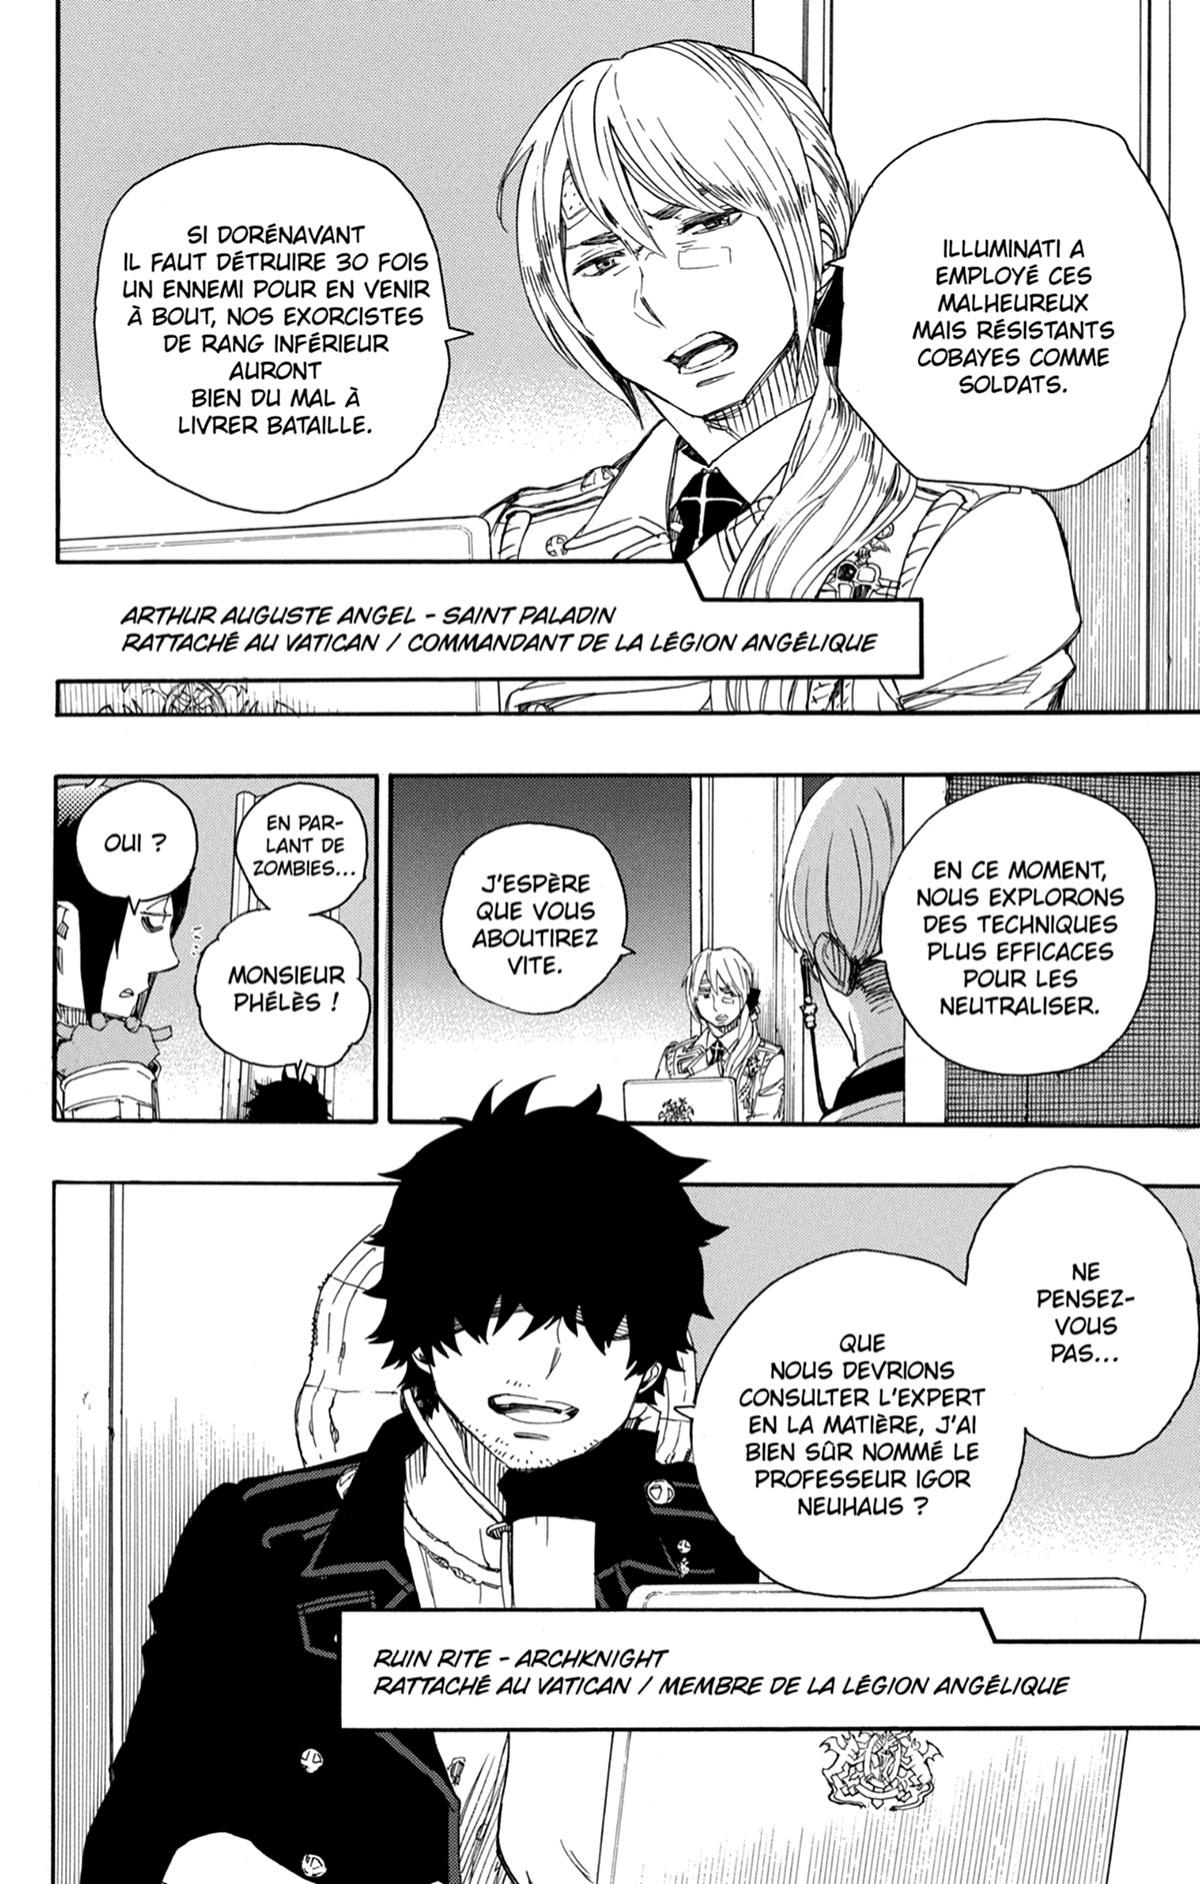 ILLUMINATI A
EMPLOYÉ CES
MALHEUREUX
MAIS RÉSISTANTS
COBAYES COMME
SOLDATS.
SI DORÉNAVANT
IL FAUT DÉTRUIRE 30 FOIS
UN ENNEMI POUR EN VENIR
À BOUT, NOS EXORCISTES
DE RANG INFÉRIEUR
AURONT
BIEN DU MAL À
LIVRER BATAILLE.
ARTHUR AUGUSTE ANGEL - SAINT PALADIN
RATTACHÉ AU VATICAN / COMMANDANT DE LA LÉGION ANGÉLIQUE
EN CE MOMENT,
NOUS EXPLORONS
DES TECHNIQUES
PLUS EFFICACES
POUR LES
NEUTRALISER.
J'ESPÈRE
QUE VOUS
ABOUTIREZ
VITE.
EN PAR-
LANT DE
ZOMBIES...
MONSIEUR
PHÉLÈS !
OUI ?
NE
PENSEZ-
VOUS
PAS...
QUE
NOUS DEVRIONS
CONSULTER L'EXPERT
EN LA MATIÈRE, J'AI
BIEN SÛR NOMMÉ LE
PROFESSEUR IGOR
NEUHAUS ?
RUIN RITE - ARCHKNIGHT
RATTACHÉ AU VATICAN / MEMBRE DE LA LÉGION ANGÉLIQUE